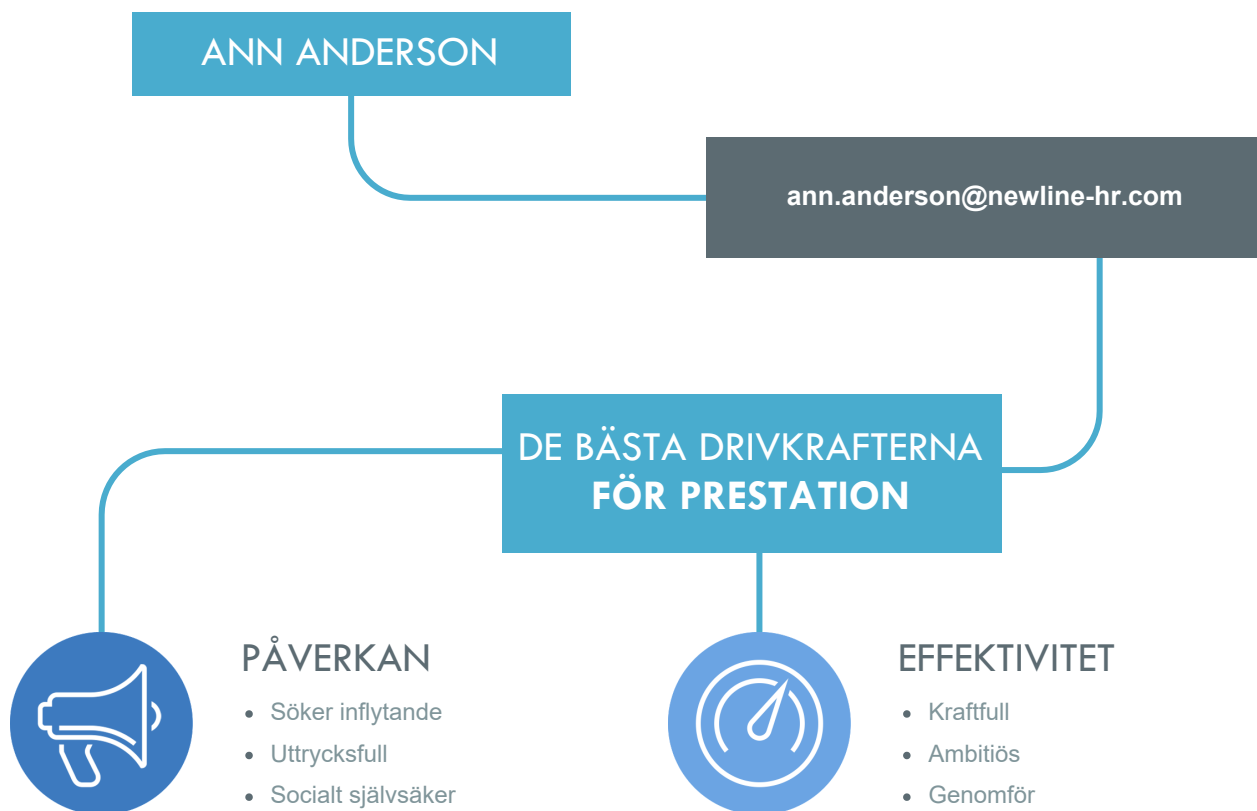 ANN ANDERSON
ann.anderson@newline-hr.com
DE BÄSTA DRIVKRAFTERNA
FÖR PRESTATION
PÅVERKAN
Söker inflytande
Uttrycksfull
Socialt självsäker
EFFEKTIVITET
Kraftfull
Ambitiös
Genomför